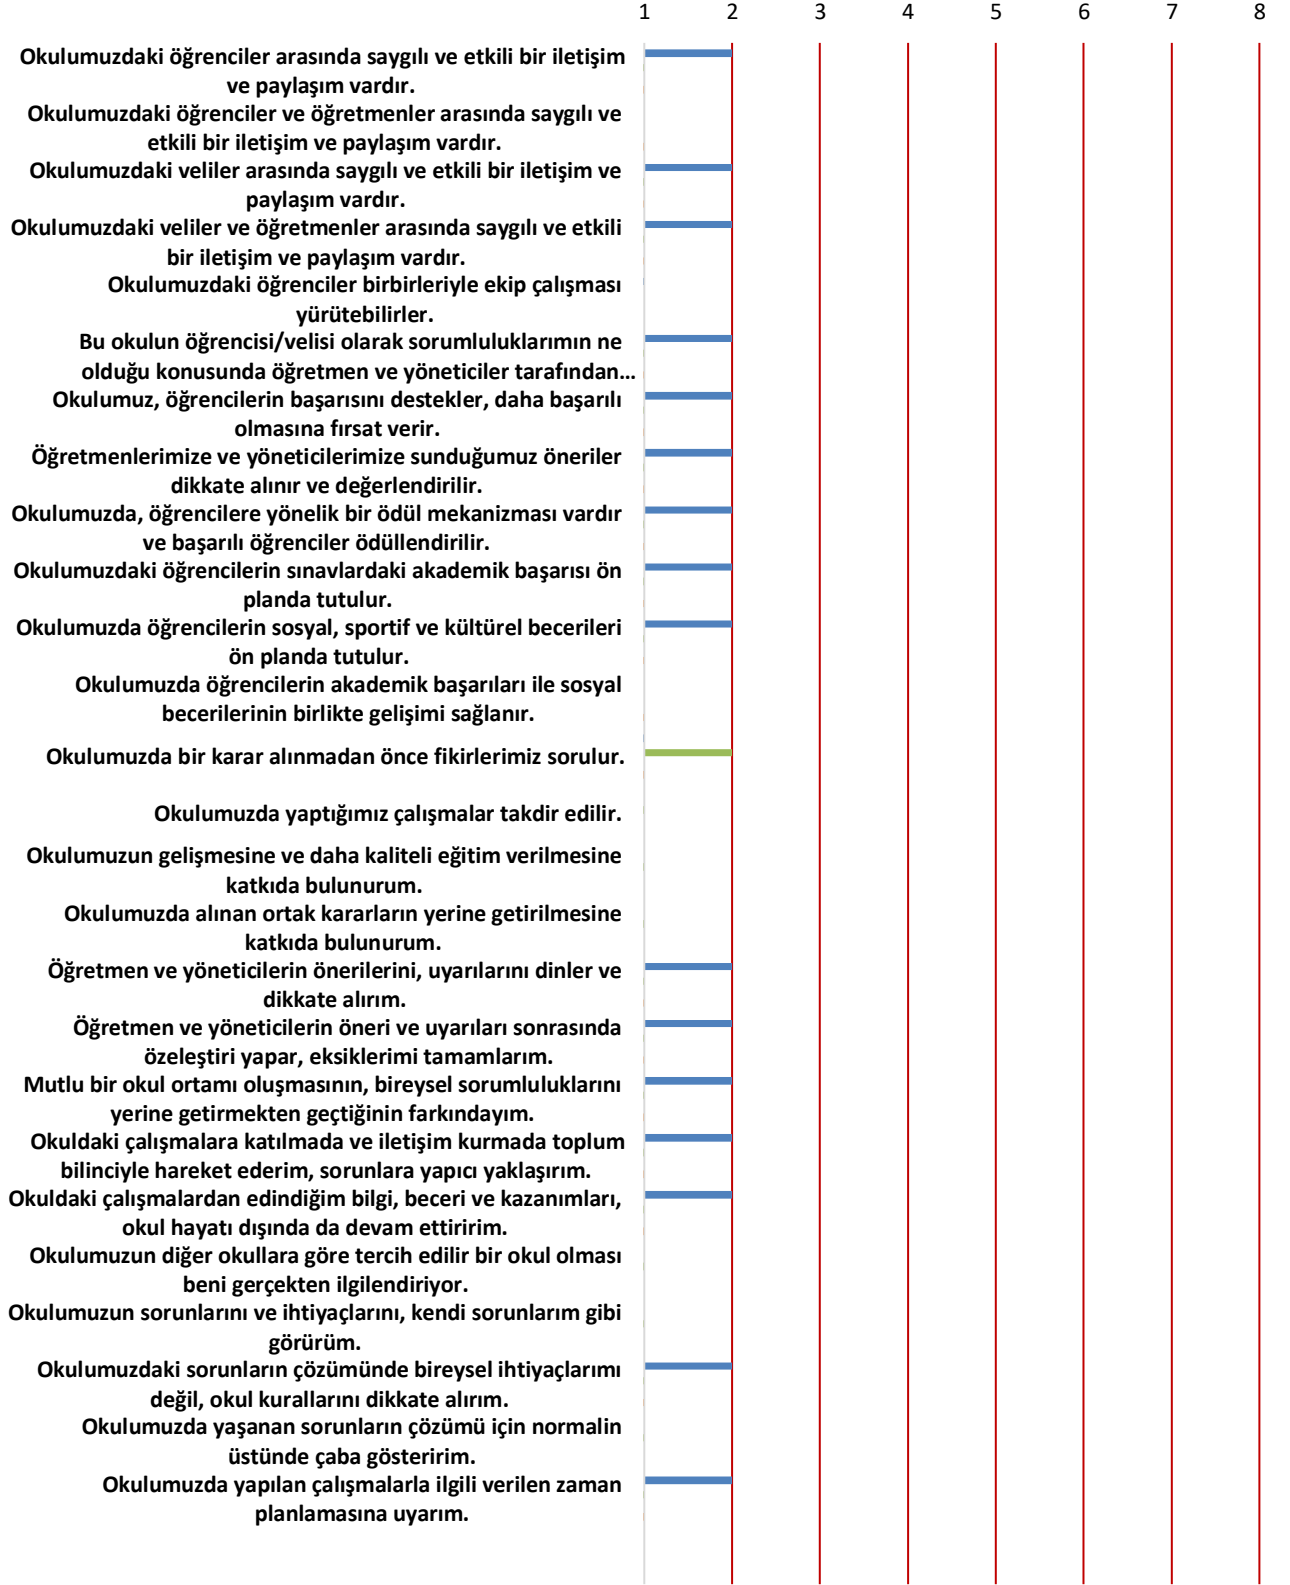 1 2 3 4 5 6 7 8
Okulumuzdaki öğrenciler arasında saygılı ve etkili bir iletişim
ve paylaşım vardır.
Okulumuzdaki öğrenciler ve öğretmenler arasında saygılı ve
etkili bir iletişim ve paylaşım vardır.
Okulumuzdaki veliler arasında saygılı ve etkili bir iletişim ve
paylaşım vardır.
Okulumuzdaki veliler ve öğretmenler arasında saygılı ve etkili
bir iletişim ve paylaşım vardır.
Okulumuzdaki öğrenciler birbirleriyle ekip çalışması
yürütebilirler.
Bu okulun öğrencisi/velisi olarak sorumluluklarımın ne
olduğu konusunda öğretmen ve yöneticiler tarafından…
Okulumuz, öğrencilerin başarısını destekler, daha başarılı
olmasına fırsat verir.
Öğretmenlerimize ve yöneticilerimize sunduğumuz öneriler
dikkate alınır ve değerlendirilir.
Okulumuzda, öğrencilere yönelik bir ödül mekanizması vardır
ve başarılı öğrenciler ödüllendirilir.
Okulumuzdaki öğrencilerin sınavlardaki akademik başarısı ön
planda tutulur.
Okulumuzda öğrencilerin sosyal, sportif ve kültürel becerileri
ön planda tutulur.
Okulumuzda öğrencilerin akademik başarıları ile sosyal
becerilerinin birlikte gelişimi sağlanır.
Okulumuzda bir karar alınmadan önce fikirlerimiz sorulur.
Okulumuzda yaptığımız çalışmalar takdir edilir.
Okulumuzun gelişmesine ve daha kaliteli eğitim verilmesine
katkıda bulunurum.
Okulumuzda alınan ortak kararların yerine getirilmesine
katkıda bulunurum.
Öğretmen ve yöneticilerin önerilerini, uyarılarını dinler ve
dikkate alırım.
Öğretmen ve yöneticilerin öneri ve uyarıları sonrasında
özeleştiri yapar, eksiklerimi tamamlarım.
Mutlu bir okul ortamı oluşmasının, bireysel sorumluluklarını
yerine getirmekten geçtiğinin farkındayım.
Okuldaki çalışmalara katılmada ve iletişim kurmada toplum
bilinciyle hareket ederim, sorunlara yapıcı yaklaşırım.
Okuldaki çalışmalardan edindiğim bilgi, beceri ve kazanımları,
okul hayatı dışında da devam ettiririm.
Okulumuzun diğer okullara göre tercih edilir bir okul olması
beni gerçekten ilgilendiriyor.
Okulumuzun sorunlarını ve ihtiyaçlarını, kendi sorunlarım gibi
görürüm.
Okulumuzdaki sorunların çözümünde bireysel ihtiyaçlarımı
değil, okul kurallarını dikkate alırım.
Okulumuzda yaşanan sorunların çözümü için normalin
üstünde çaba gösteririm.
Okulumuzda yapılan çalışmalarla ilgili verilen zaman
planlamasına uyarım.